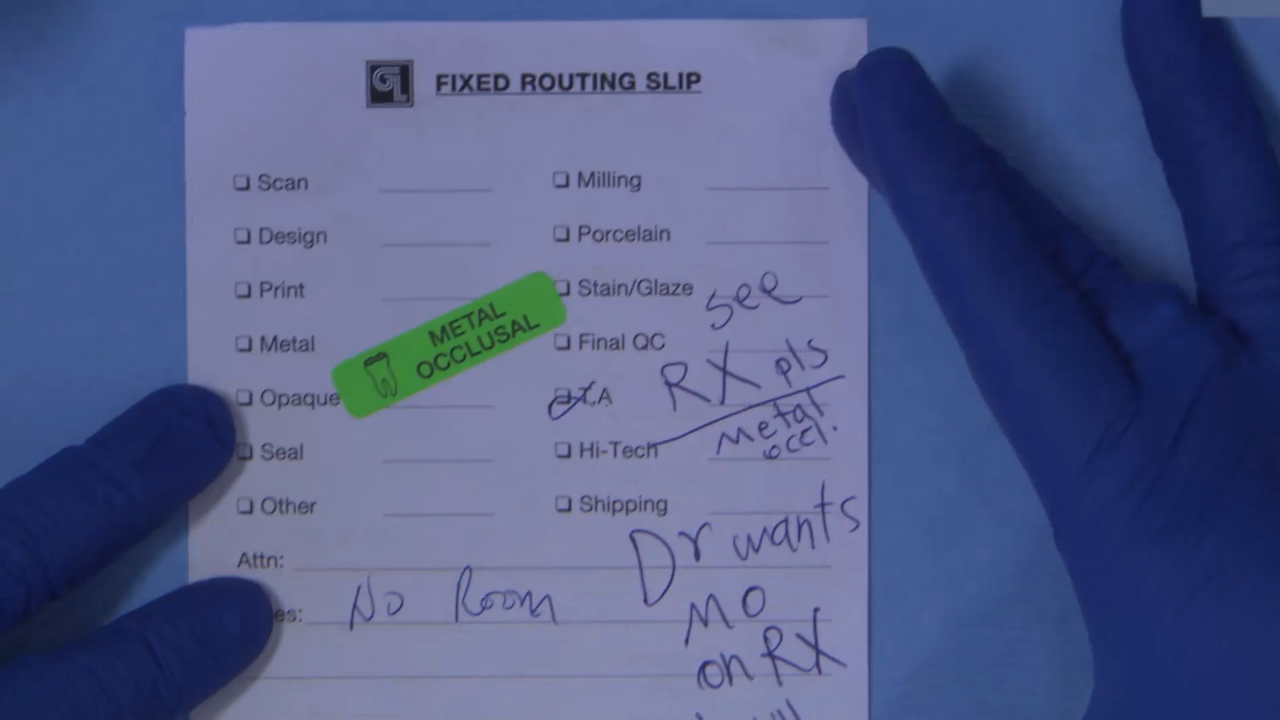 GL FIXED ROUTING SLIP
Scan
Milling
Design
Porcelain
Print
Stain/Glaze
see
METAL
OCCLUSAL
Metal
Final QC
RX pls
Opaque
I.A
Metal
occl.
Seal
Hi-Tech
Other
Shipping
Dr wants
MO
on RX
Attn:
es: No Room